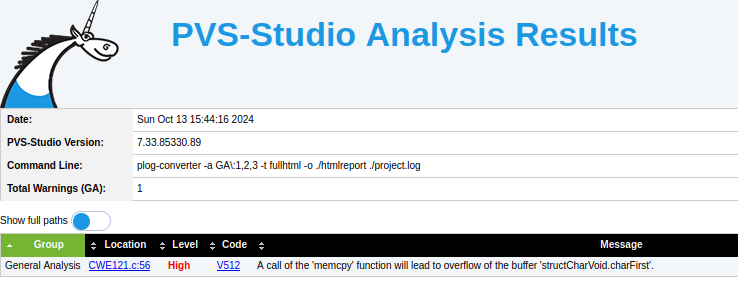 PVS-Studio Analysis Results
Date: Sun Oct 13 15:44:16 2024
PVS-Studio Version: 7.33.85330.89
Command Line: plog-converter -a GA\:1,2,3 -t fullhtml -o ./htmlreport ./project.log
Total Warnings (GA): 1
Show full paths
Group Location Level Code Message
General Analysis CWE121.c:56 High V512 A call of the 'memcpy' function will lead to overflow of the buffer 'structCharVoid.charFirst'.